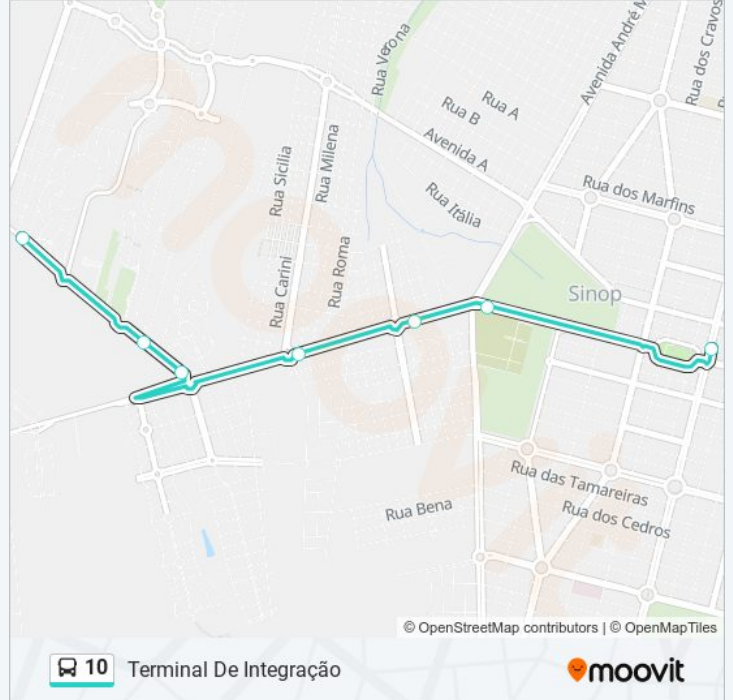 Rua Verona
Avenida André M
Rua dos Cravos
Rua A
Rua B
Avenida A
Rua Sicilia
Rua Milena
Rua Itália
Rua dos Marfins
Rua Roma
Rua Carini
Sinop
moovit
Rua das Tamareiras
Rua Bena
Rua dos Cedros
© OpenStreetMap contributors | © OpenMapTiles
10 Terminal De Integração
moovit